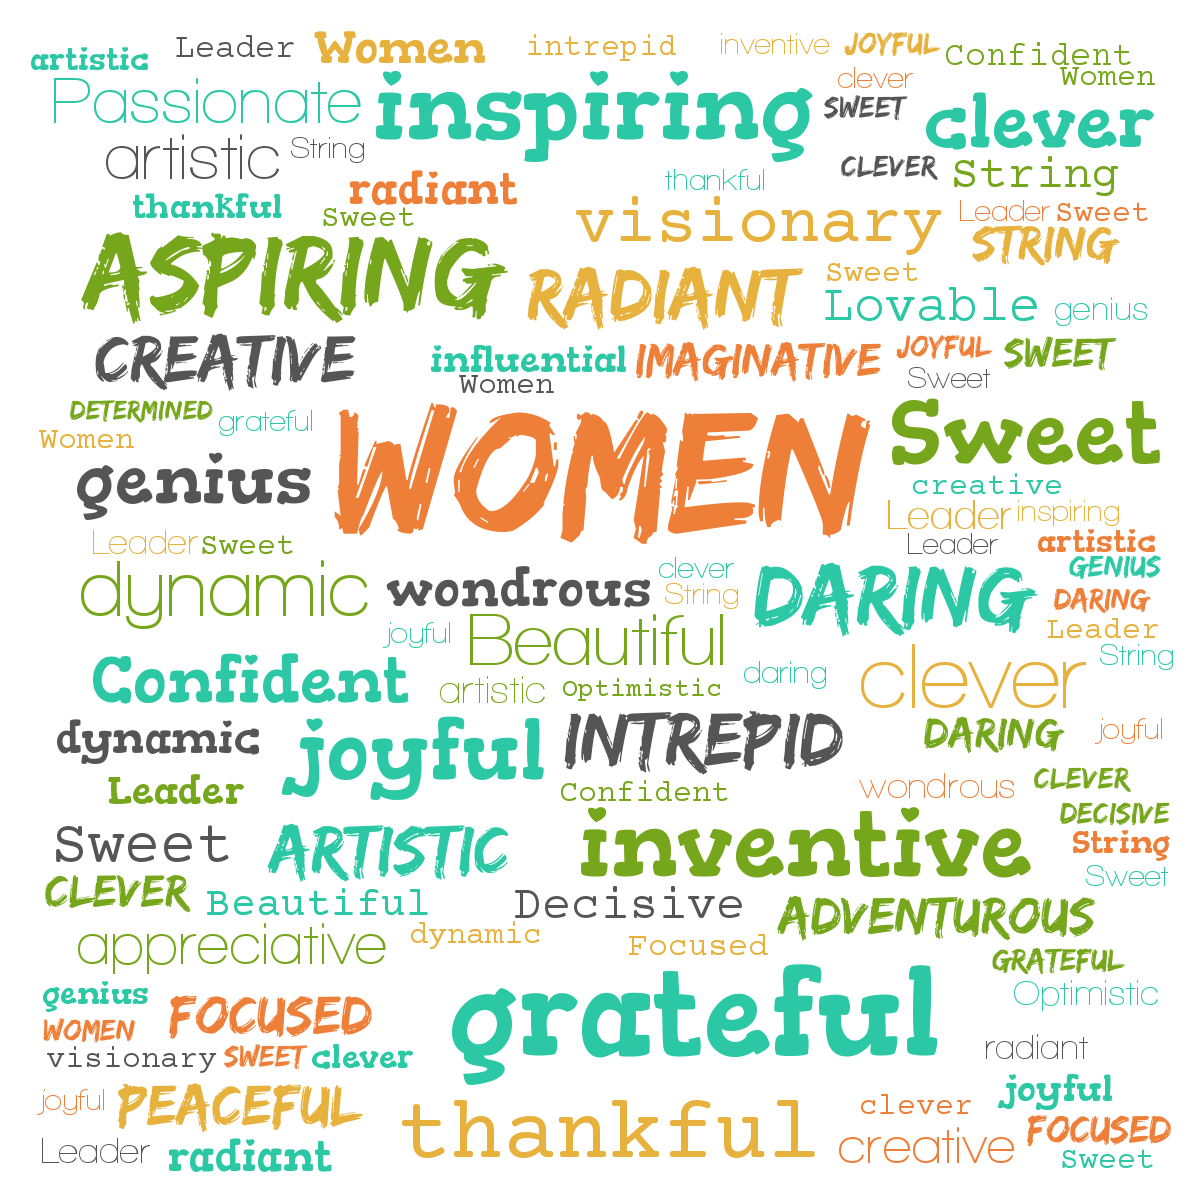 artistic
Leader
Women
intrepid
inventive
JOYFUL
Confident
clever
Women
Passionate
inspiring
SWEET
clever
artistic
String
CLEVER
String
thankful
radiant
thankful
Sweet
visionary
Leader
Sweet
STRING
ASPIRING
RADIANT
Sweet
Lovable
genius
CREATIVE
influential
IMAGINATIVE
JOYFUL
SWEET
Women
Sweet
DETERMINED
grateful
WOMEN
Sweet
Women
genius
creative
Leader
inspiring
Leader
Sweet
Leader
artistic
dynamic
wondrous
clever
String
DARING
GENIUS
DARING
joyful
Beautiful
Leader
String
Confident
artistic
Optimistic
daring
clever
dynamic
joyful
INTREPID
DARING
joyful
Leader
Confident
wondrous
CLEVER
DECISIVE
Sweet
ARTISTIC
inventive
String
Sweet
CLEVER
Beautiful
Decisive
ADVENTUROUS
appreciative
dynamic
Focused
GRATEFUL
genius
FOCUSED
grateful
Optimistic
WOMEN
visionary
SWEET
clever
radiant
joyful
PEACEFUL
thankful
clever
joyful
FOCUSED
Leader
radiant
creative
Sweet